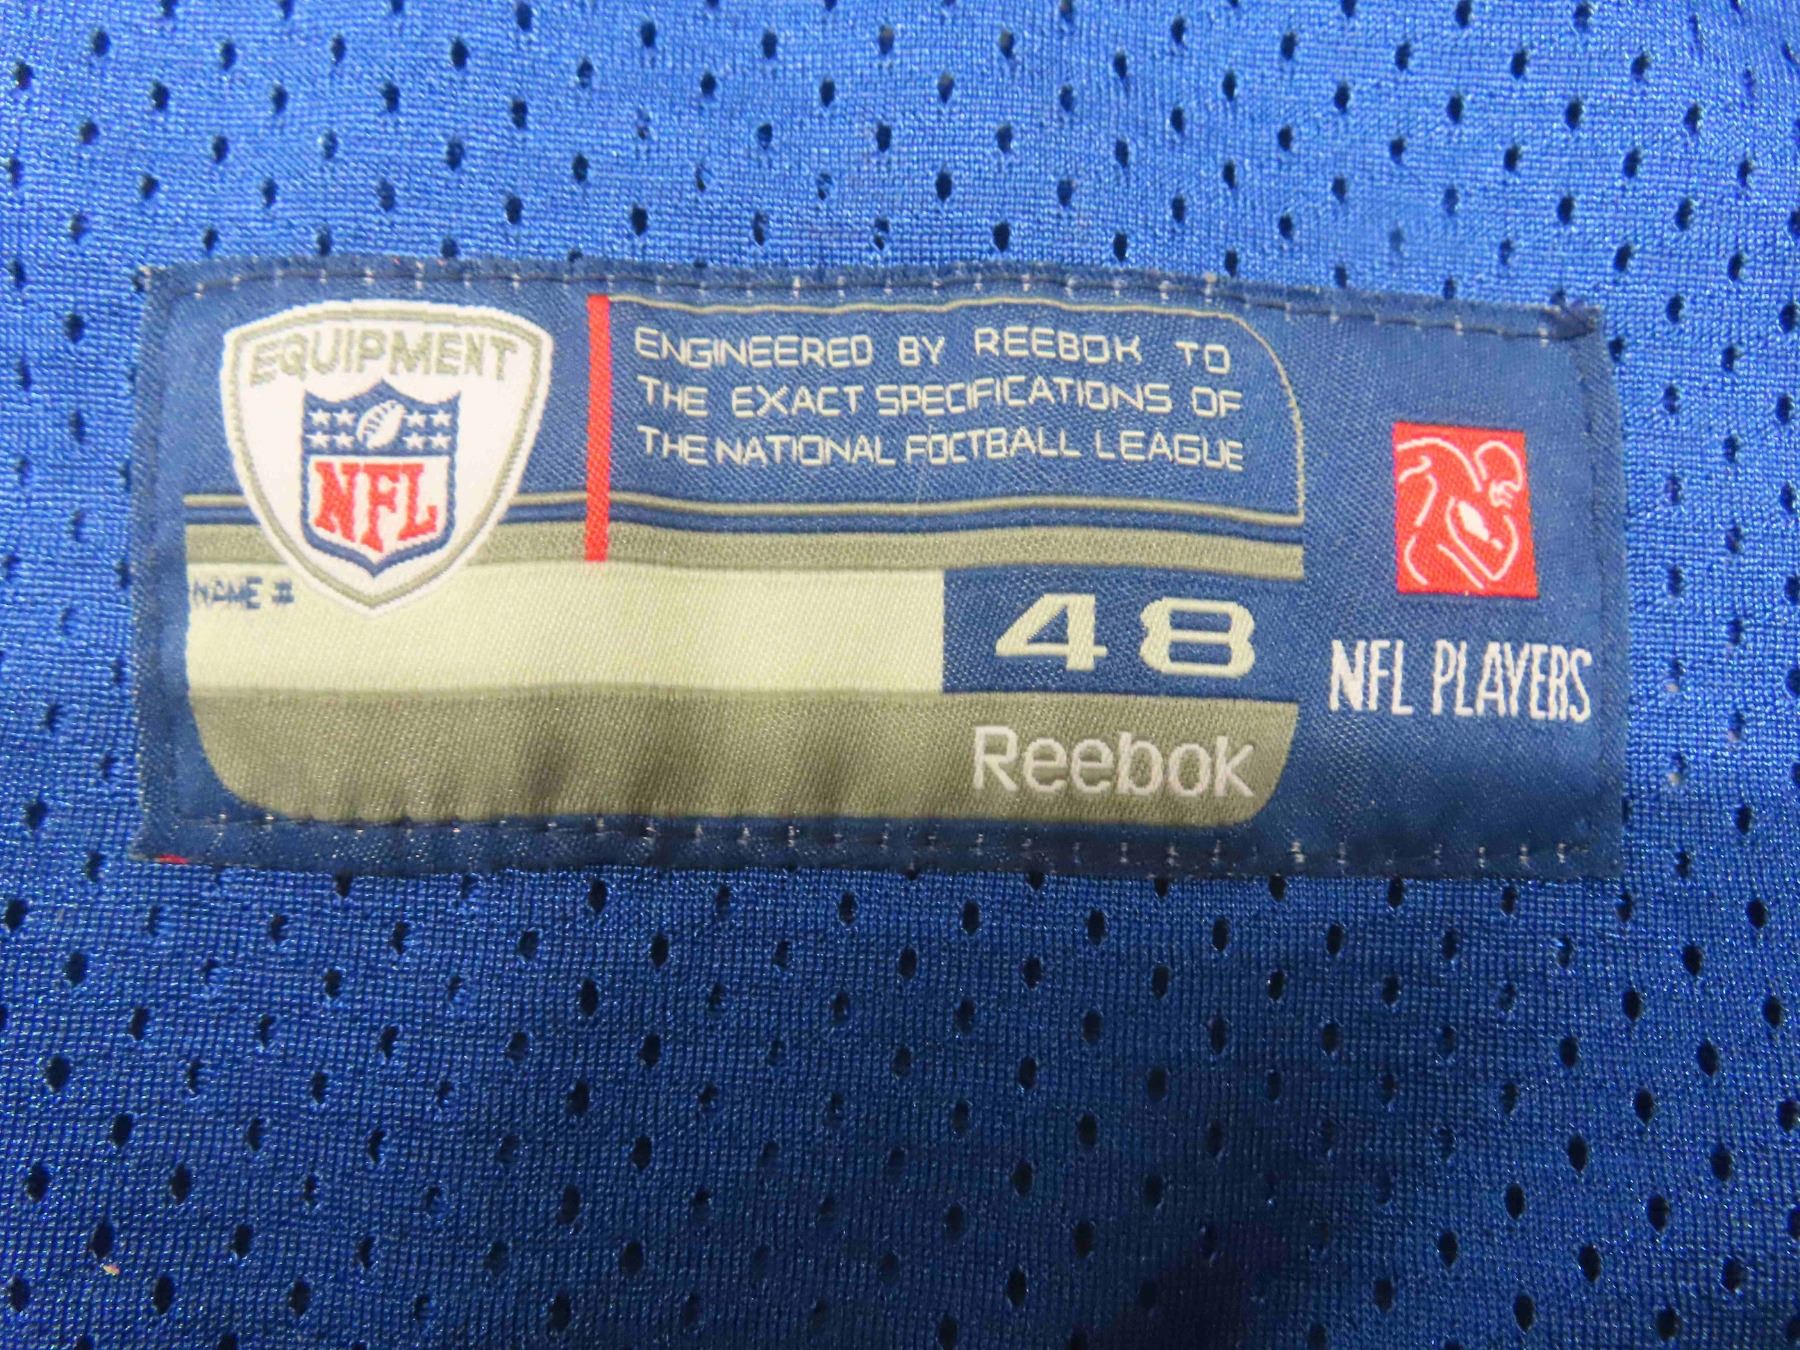 EQUIPMENT
NFL
ENGINEERED BY REEBOK TO
THE EXACT SPECIFICATIONS OF
THE NATIONAL FOOTBALL LEAGUE
NAME #
48
Reebok
NFL PLAYERS